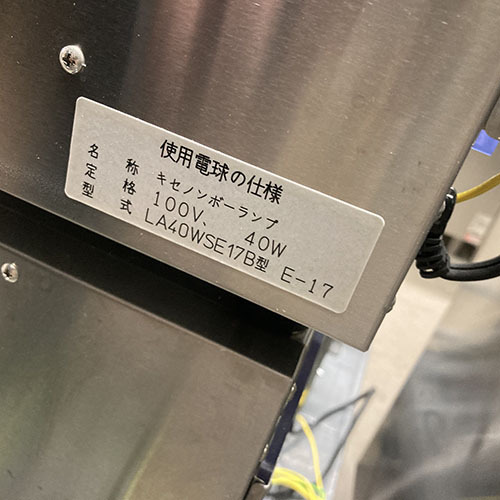 使用電球の仕様
名 称 キセノンボーランプ
定 格 100V、 40W
型 式 LA40WSE17B型 E-17